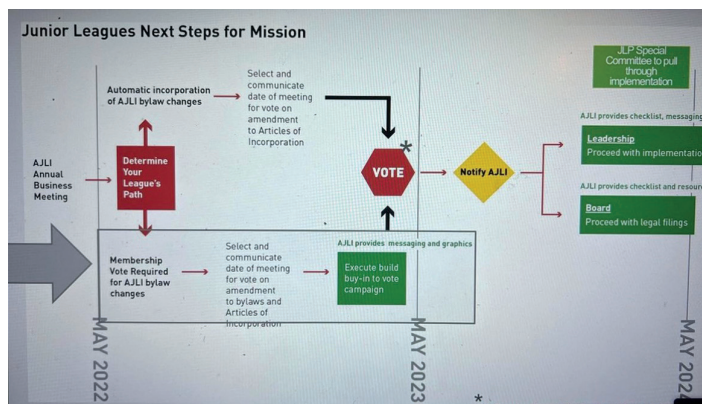 Junior Leagues Next Steps for Mission
JLP Special
Committee to pull
through
implementation
Automatic incorporation
of AJLI bylaw changes
Select and
communicate
date of meeting
for vote on
amendment
to Articles of
Incorporation
AJLI
Annual
Business
Meeting
Determine
Your
League's
Path
*
VOTE
Notify AJLI
AJLI provides checklist, messaging
Leadership
Proceed with implementatio
AJLI provides checklist and resour
Board
Proceed with legal filings
Membership
Vote Required
for AJLI bylaw
changes
Select and
communicate
date of meeting
for vote on
amendment
to bylaws and
Articles of
Incorporation
AJLI provides messaging and graphics
Execute build
buy-in to vote
campaign
MAY 2022
MAY 2023
MAY 2024
*